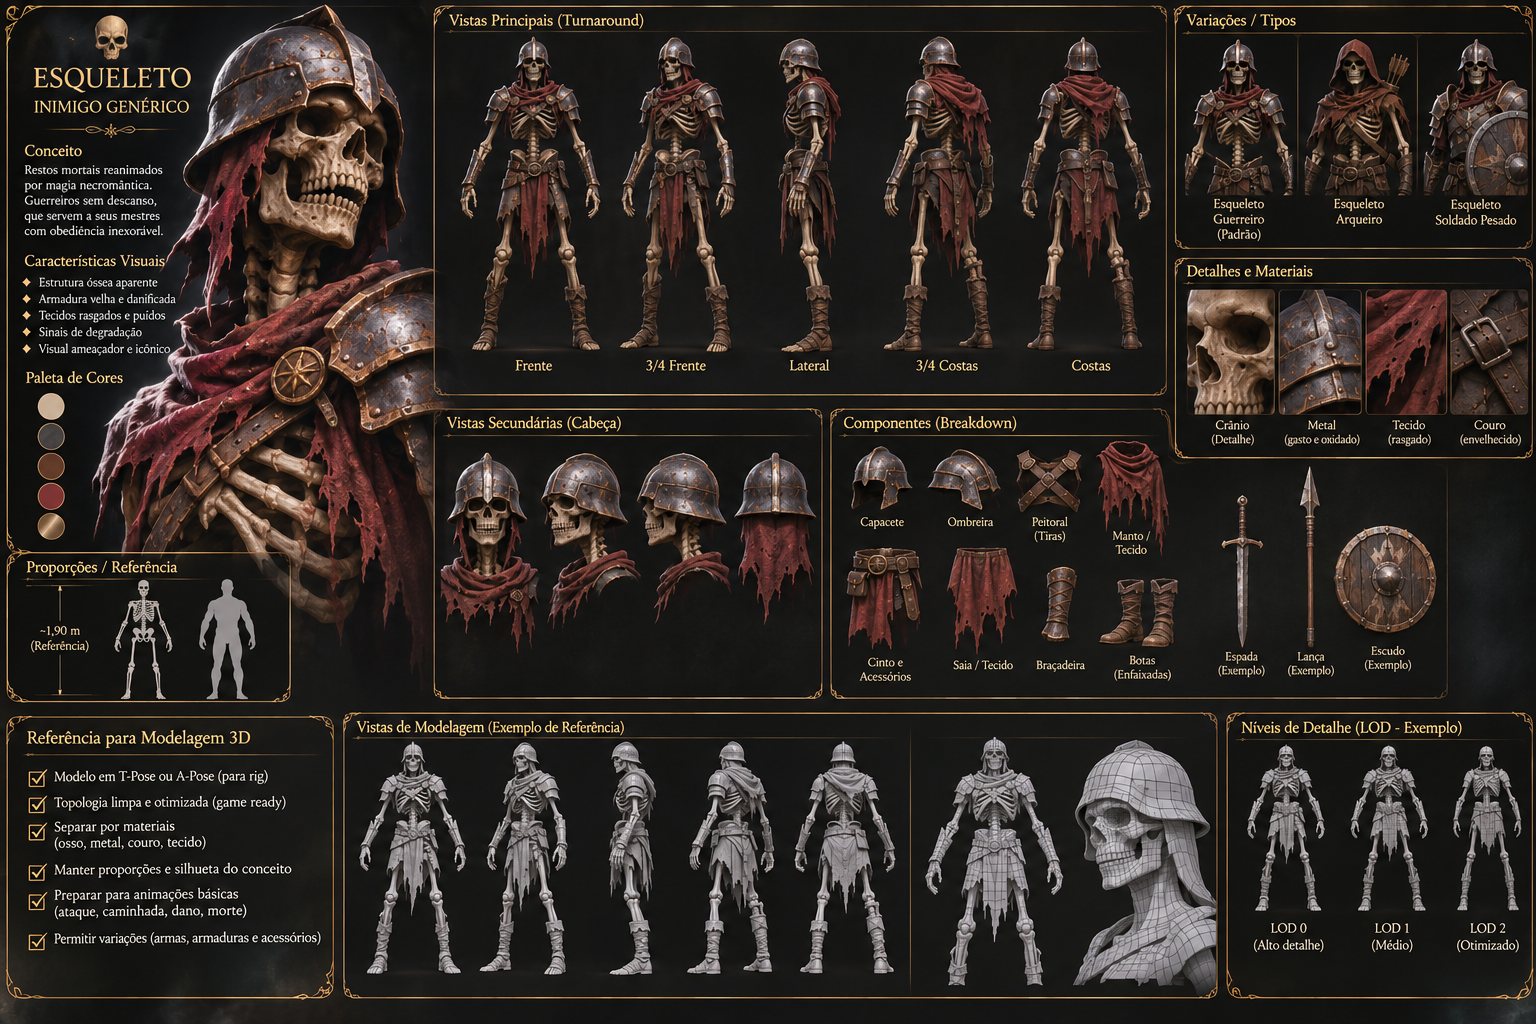 ESQUELETO
INIMIGO GENÉRICO
Conceito
Restos mortais reanimados
por magia necromântica.
Guerreiros sem descanso,
que servem a seus mestres
com obediência inexorável.
Características Visuais
Estrutura óssea aparente
Armadura velha e danificada
Tecidos rasgados e puídos
Sinais de degradação
Visual ameaçador e icônico
Paleta de Cores
Proporções / Referência
~1,90 m
(Referência)
Vistas Principais (Turnaround)
Frente
3/4 Frente
Lateral
3/4 Costas
Costas
Variações / Tipos
Esqueleto
Guerreiro
(Padrão)
Esqueleto
Arqueiro
Esqueleto
Soldado Pesado
Detalhes e Materiais
Crânio
(Detalhe)
Metal
(gasto e oxidado)
Tecido
(rasgado)
Couro
(envelhecido)
Vistas Secundárias (Cabeça)
Componentes (Breakdown)
Capacete
Ombreira
Peitoral
(Tiras)
Manto /
Tecido
Cinto e
Acessórios
Saia / Tecido
Braçadeira
Botas
(Enfaixadas)
Espada
(Exemplo)
Lança
(Exemplo)
Escudo
(Exemplo)
Referência para Modelagem 3D
Modelo em T-Pose ou A-Pose (para rig)
Topologia limpa e otimizada (game ready)
Separar por materiais
(osso, metal, couro, tecido)
Manter proporções e silhueta do conceito
Preparar para animações básicas
(ataque, caminhada, dano, morte)
Permitir variações (armas, armaduras e acessórios)
Vistas de Modelagem (Exemplo de Referência)
Níveis de Detalhe (LOD - Exemplo)
LOD 0
(Alto detalhe)
LOD 1
(Médio)
LOD 2
(Otimizado)